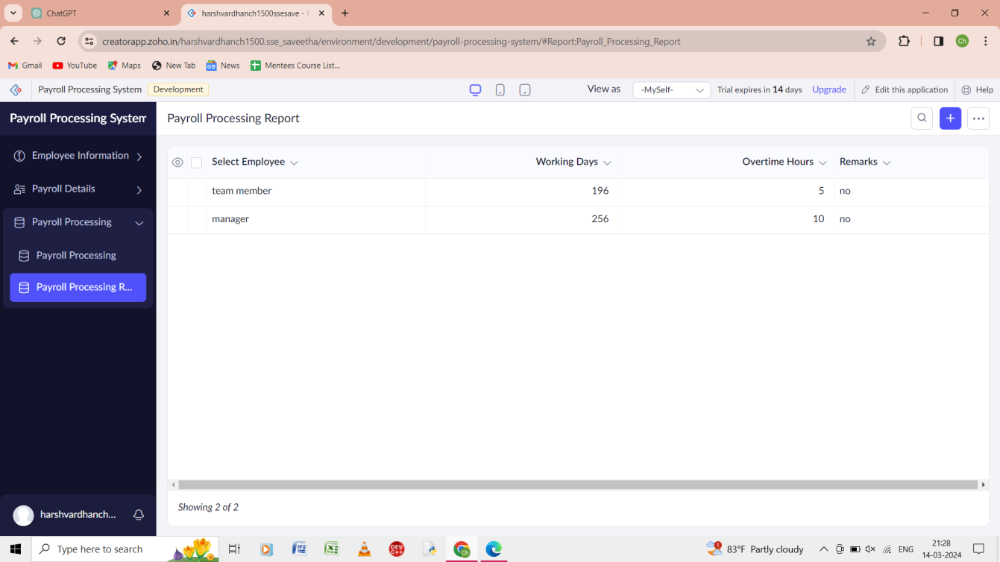 ChatGPT
harshvardhanch1500ssesave - P
creatorapp.zoho.in/harshvardhanch1500.sse_saveetha/environment/development/payroll-processing-system/#Report:Payroll_Processing_Report
Ch
Gmail
YouTube
Maps
New Tab
News
Mentees Course List...
Payroll Processing System
Development
View as
-MySelf-
Trial expires in 14 days
Upgrade
Edit this application
Help
Payroll Processing System
Payroll Processing Report
Employee Information
Payroll Details
Payroll Processing
Payroll Processing
Payroll Processing R...
Select Employee Working Days Overtime Hours Remarks
team member 196 5 no
manager 256 10 no
Showing 2 of 2
harshvardhanch...
Type here to search
DEV C++
83°F Partly cloudy
ENG
21:28
14-03-2024